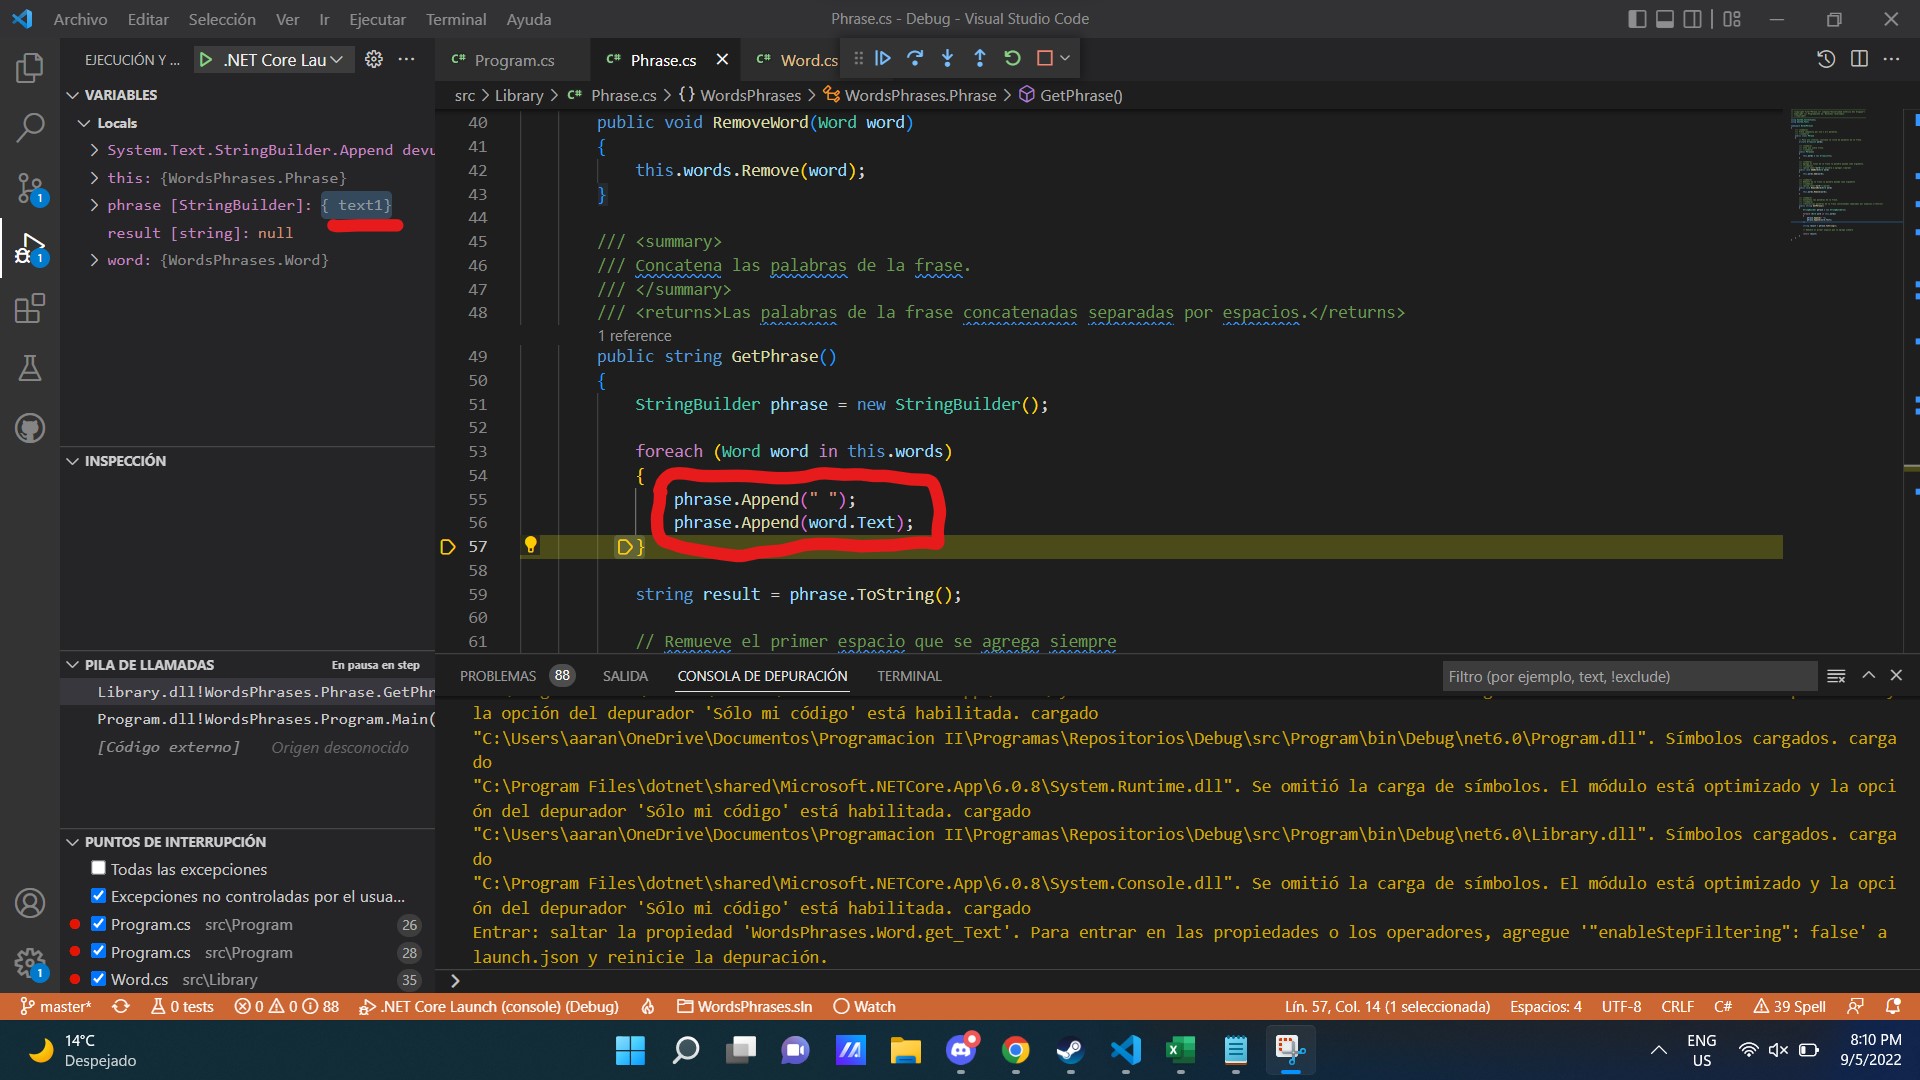 Archivo Editar Selección Ver Ir Ejecutar Terminal Ayuda
Phrase.cs - Debug - Visual Studio Code
EJECUCIÓN Y ... .NET Core Lau
Program.cs Phrase.cs Word.cs
src > Library > Phrase.cs > {} WordsPhrases > WordsPhrases.Phrase > GetPhrase()
VARIABLES
Locals
System.Text.StringBuilder.Append devu
this: {WordsPhrases.Phrase}
phrase [StringBuilder]: { text1}
result [string]: null
word: {WordsPhrases.Word}
INSPECCIÓN
PILA DE LLAMADAS En pausa en step
Library.dll!WordsPhrases.Phrase.GetPhr
Program.dll!WordsPhrases.Program.Main(
[Código externo] Origen desconocido
PUNTOS DE INTERRUPCIÓN
Todas las excepciones
Excepciones no controladas por el usua...
Program.cs src\Program 26
Program.cs src\Program 28
Word.cs src\Library 35
40 public void RemoveWord(Word word)
41 {
42 this.words.Remove(word);
43 }
44
45 /// <summary>
46 /// Concatena las palabras de la frase.
47 /// </summary>
48 /// <returns>Las palabras de la frase concatenadas separadas por espacios.</returns>
1 reference
49 public string GetPhrase()
50 {
51 StringBuilder phrase = new StringBuilder();
52
53 foreach (Word word in this.words)
54 {
55 phrase.Append(" ");
56 phrase.Append(word.Text);
57 }
58
59 string result = phrase.ToString();
60
61 // Remueve el primer espacio que se agrega siempre
PROBLEMAS 88 SALIDA CONSOLA DE DEPURACIÓN TERMINAL Filtro (por ejemplo, text, !exclude)
la opción del depurador 'Sólo mi código' está habilitada. cargado
"C:\Users\aaran\OneDrive\Documentos\Programacion II\Programas\Repositorios\Debug\src\Program\bin\Debug\net6.0\Program.dll". Símbolos cargados. carga
do
"C:\Program Files\dotnet\shared\Microsoft.NETCore.App\6.0.8\System.Runtime.dll". Se omitió la carga de símbolos. El módulo está optimizado y la opci
ón del depurador 'Sólo mi código' está habilitada. cargado
"C:\Users\aaran\OneDrive\Documentos\Programacion II\Programas\Repositorios\Debug\src\Program\bin\Debug\net6.0\Library.dll". Símbolos cargados. carga
do
"C:\Program Files\dotnet\shared\Microsoft.NETCore.App\6.0.8\System.Console.dll". Se omitió la carga de símbolos. El módulo está optimizado y la opci
ón del depurador 'Sólo mi código' está habilitada. cargado
Entrar: saltar la propiedad 'WordsPhrases.Word.get_Text'. Para entrar en las propiedades o los operadores, agregue '"enableStepFiltering": false' a
launch.json y reinicie la depuración.
>
master* 0 tests 0 0 88 .NET Core Launch (console) (Debug) WordsPhrases.sln Watch Lín. 57, Col. 14 (1 seleccionada) Espacios: 4 UTF-8 CRLF C# 39 Spell
14°C
Despejado
ENG
US
8:10 PM
9/5/2022